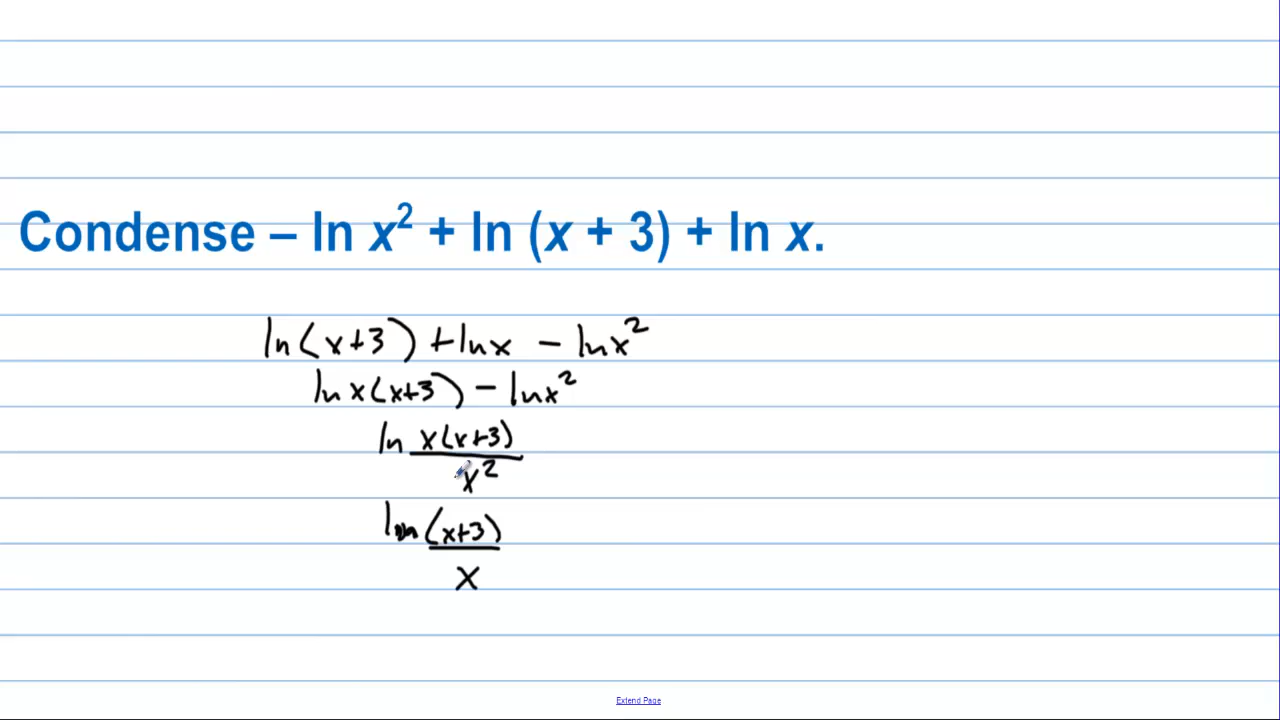 Condense – ln x² + ln (x + 3) + ln x.
ln(x+3) + ln x - ln x²
ln x(x+3) - ln x²
ln x(x+3)/x²
ln (x+3)/x
Extend Page